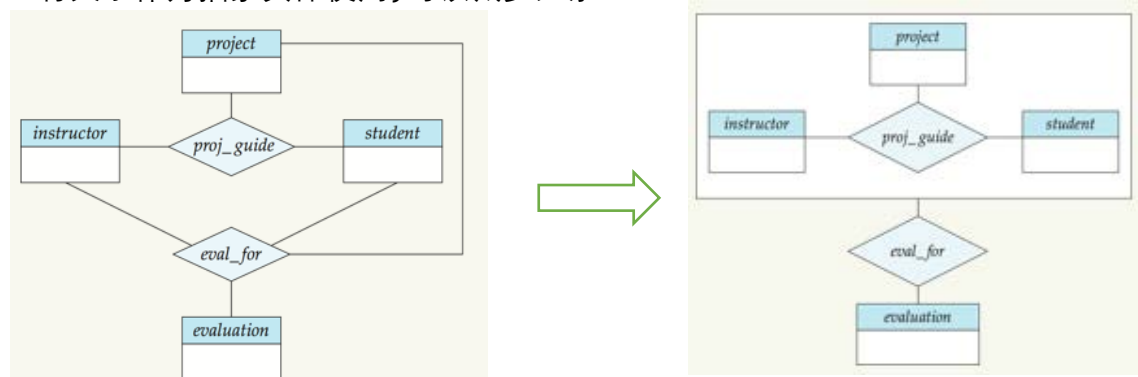 project
instructor
student
proj_guide
eval_for
evaluation
project
instructor
student
proj_guide
eval_for
evaluation